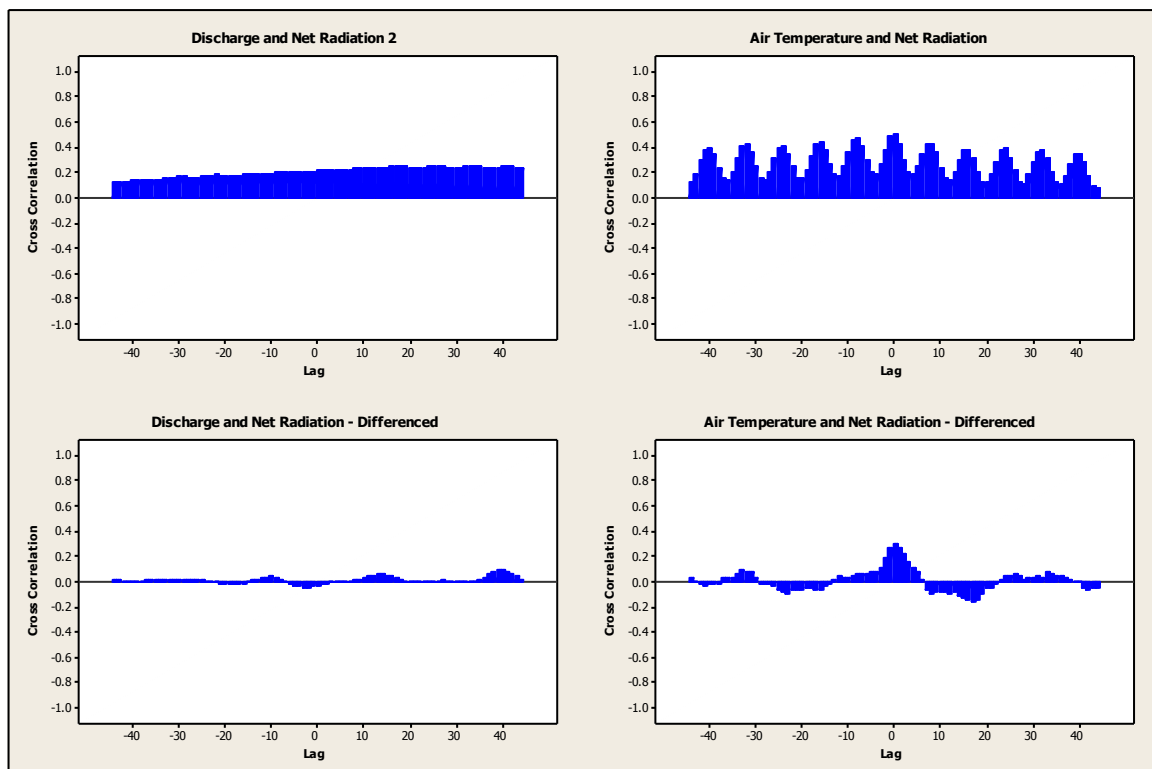 Discharge and Net Radiation 2
Cross Correlation
1.0
0.8
0.6
0.4
0.2
0.0
-0.2
-0.4
-0.6
-0.8
-1.0
-40 -30 -20 -10 0 10 20 30 40
Lag
Air Temperature and Net Radiation
Cross Correlation
1.0
0.8
0.6
0.4
0.2
0.0
-0.2
-0.4
-0.6
-0.8
-1.0
-40 -30 -20 -10 0 10 20 30 40
Lag
Discharge and Net Radiation - Differenced
Cross Correlation
1.0
0.8
0.6
0.4
0.2
0.0
-0.2
-0.4
-0.6
-0.8
-1.0
-40 -30 -20 -10 0 10 20 30 40
Lag
Air Temperature and Net Radiation - Differenced
Cross Correlation
1.0
0.8
0.6
0.4
0.2
0.0
-0.2
-0.4
-0.6
-0.8
-1.0
-40 -30 -20 -10 0 10 20 30 40
Lag